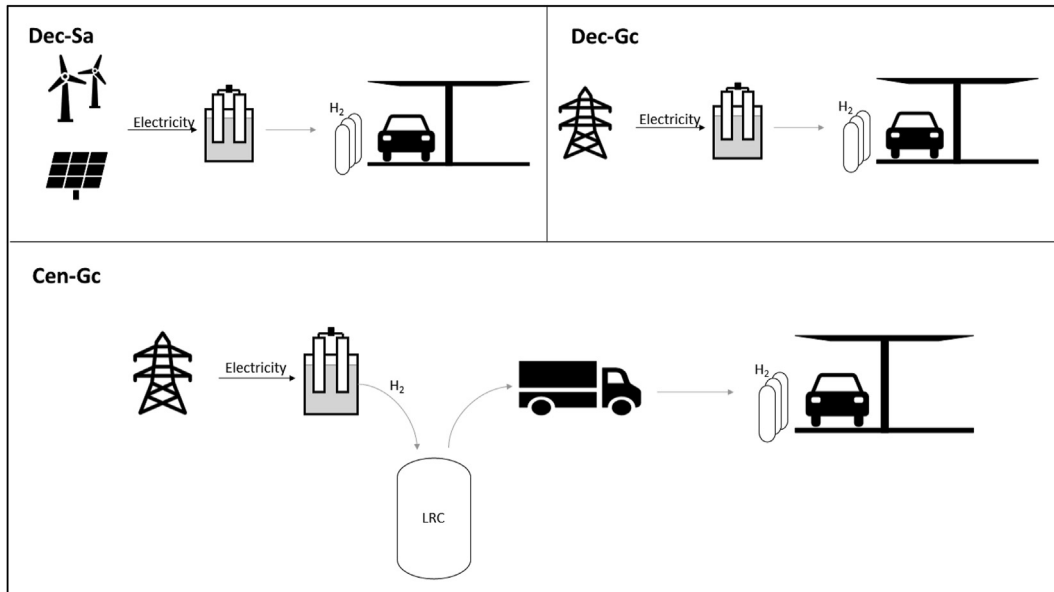 Dec-Sa
Electricity
H2
Dec-Gc
Electricity
H2
Cen-Gc
Electricity
H2
LRC
H2